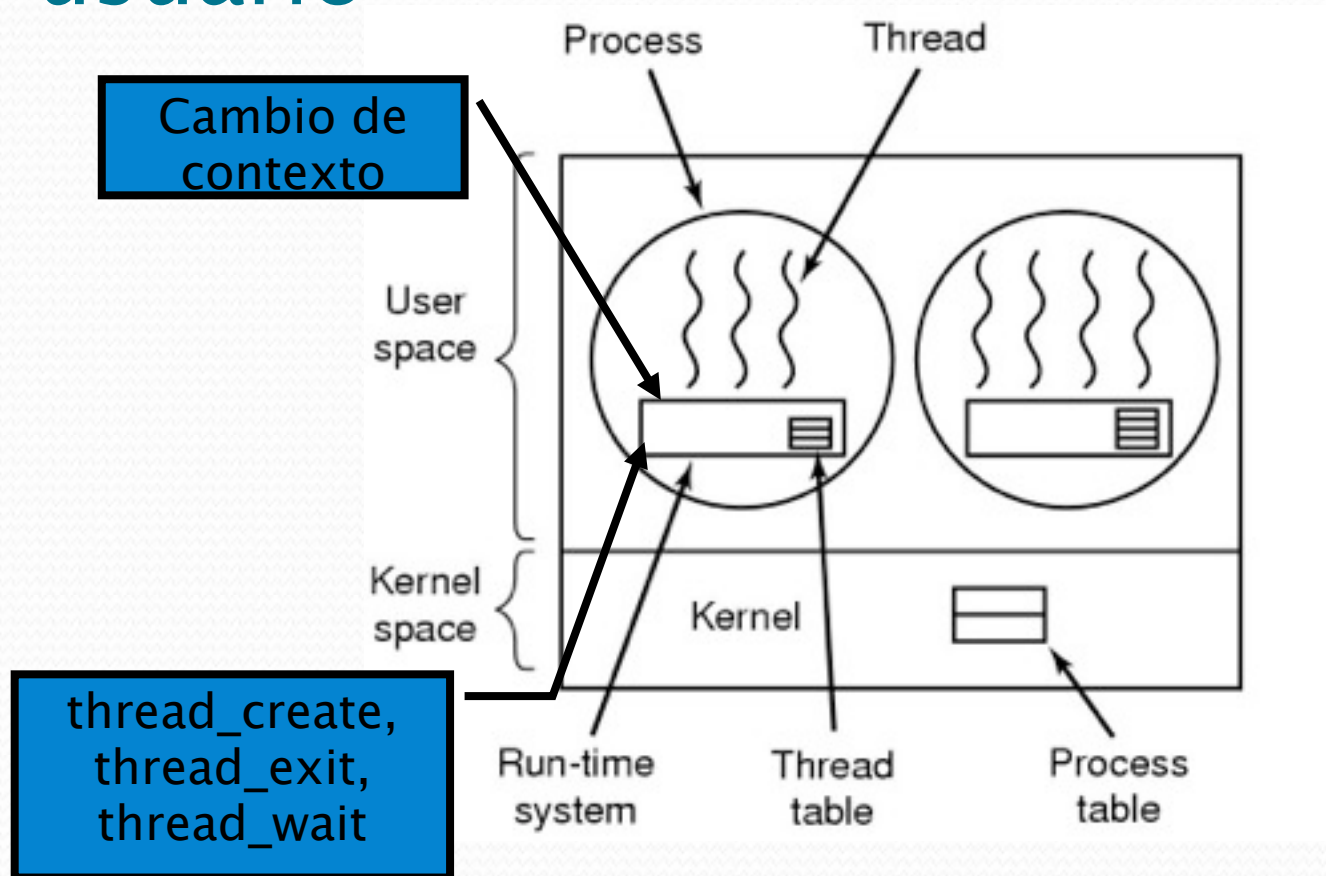 usuario
Process
Thread
Cambio de
contexto
User
space
Kernel
space
Kernel
thread_create,
thread_exit,
thread_wait
Run-time
system
Thread
table
Process
table